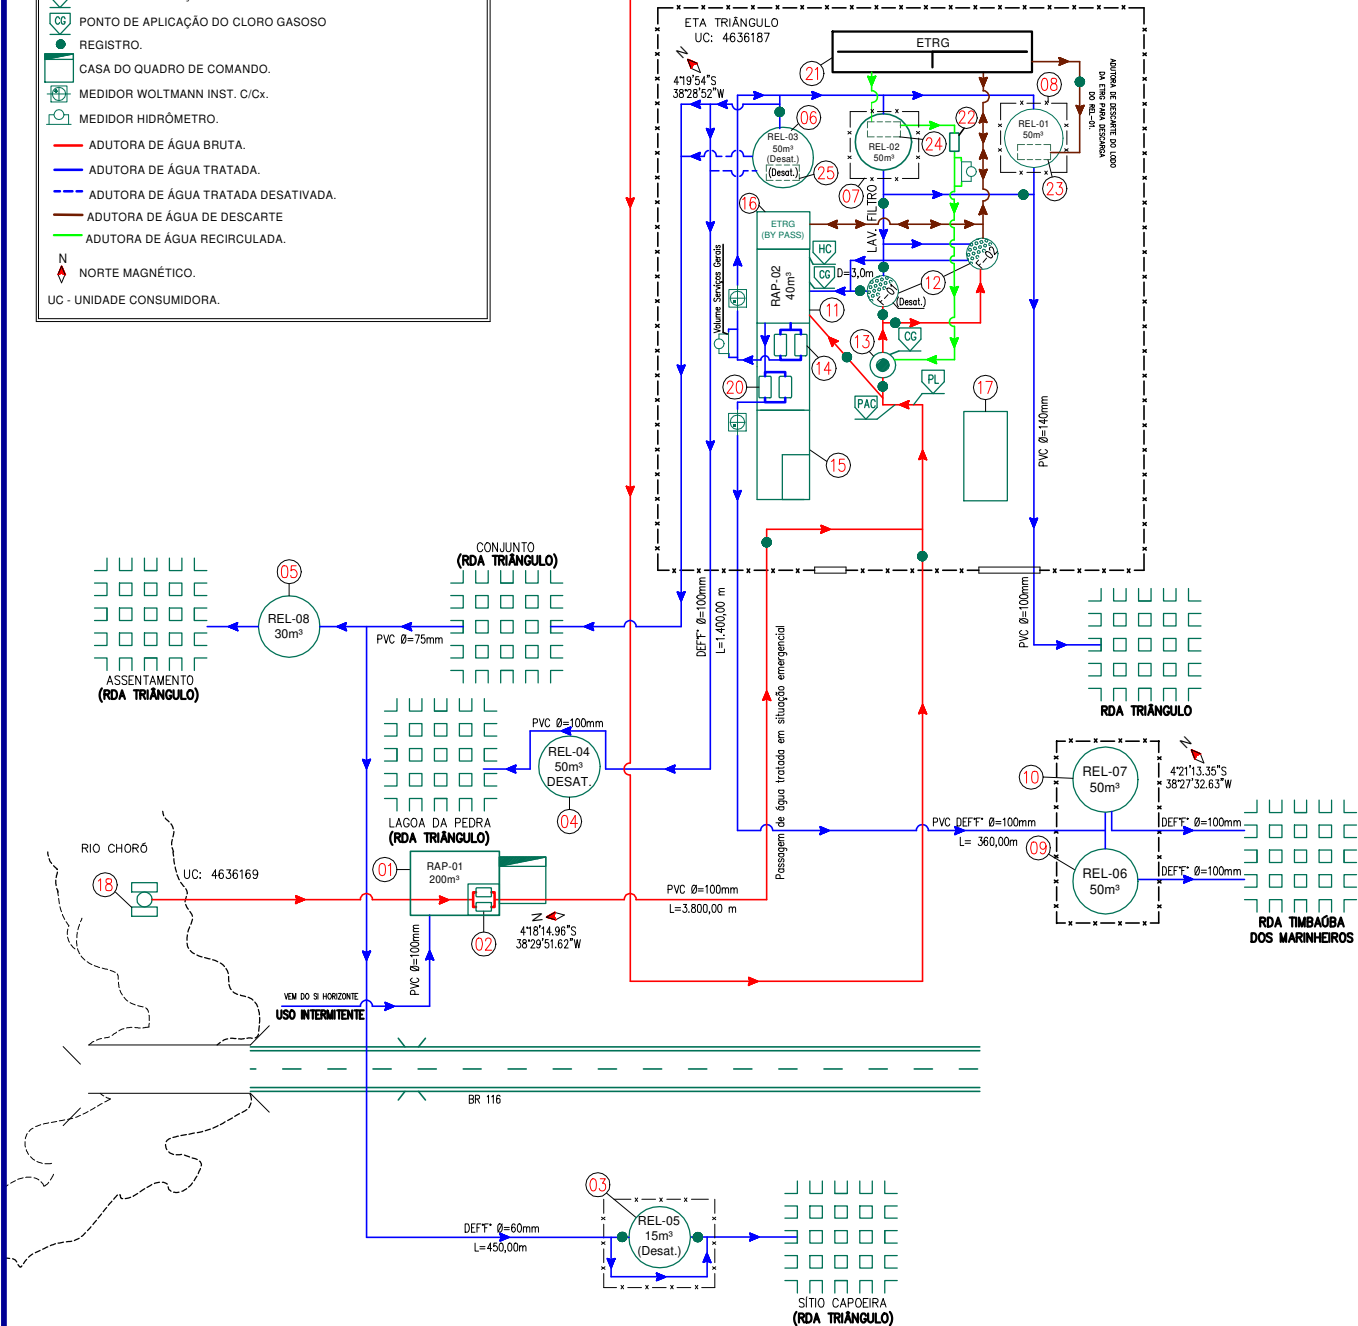 CG PONTO DE APLICAÇÃO DO CLORO GASOSO
REGISTRO.
CASA DO QUADRO DE COMANDO.
MEDIDOR WOLTMANN INST. C/Cx.
MEDIDOR HIDRÔMETRO.
ADUTORA DE ÁGUA BRUTA.
ADUTORA DE ÁGUA TRATADA.
ADUTORA DE ÁGUA TRATADA DESATIVADA.
ADUTORA DE ÁGUA DE DESCARTE
ADUTORA DE ÁGUA RECIRCULADA.
N
NORTE MAGNÉTICO.
UC - UNIDADE CONSUMIDORA.
ETA TRIÂNGULO
UC: 4636187
N
4°19'54"S
38°28'52"W
ETRG
21
08
ADUTORA DE DESCARTE DO LODO
DA ETRG PARA DESCARGA
DO REL-01.
06
REL-03
50m³
(Desat.)
(Desat.)
25
REL-02
50m³
24
22
REL-01
50m³
23
07
LAV. FILTRO
16
ETRG
(BY PASS)
HC
CG
D=3,0m
F-02
12
F-01
(Desat.)
RAP-02
40m³
11
Volume Serviços Gerais
13
CG
14
20
PL
PAC
17
15
PVC Ø=140mm
CONJUNTO
(RDA TRIÂNGULO)
05
REL-08
30m³
PVC Ø=75mm
ASSENTAMENTO
(RDA TRIÂNGULO)
DEF°F° Ø=100mm
L=1.400,00 m
PVC Ø=100mm
RDA TRIÂNGULO
PVC Ø=100mm
REL-04
50m³
DESAT.
04
LAGOA DA PEDRA
(RDA TRIÂNGULO)
Passagem de água tratada em situação emergencial
10
REL-07
50m³
N
4°21'13.35"S
38°27'32.63"W
PVC DEF°F° Ø=100mm
L= 360,00m
DEF°F° Ø=100mm
09
REL-06
50m³
DEF°F° Ø=100mm
RDA TIMBAÚBA
DOS MARINHEIROS
RIO CHORÓ
18
UC: 4636169
01
RAP-01
200m³
02
N
4°18'14.96"S
38°29'51.62"W
PVC Ø=100mm
L=3.800,00 m
PVC Ø=100mm
VEM DO SI HORIZONTE
USO INTERMITENTE
BR 116
03
REL-05
15m³
(Desat.)
DEF°F° Ø=60mm
L=450,00m
SÍTIO CAPOEIRA
(RDA TRIÂNGULO)